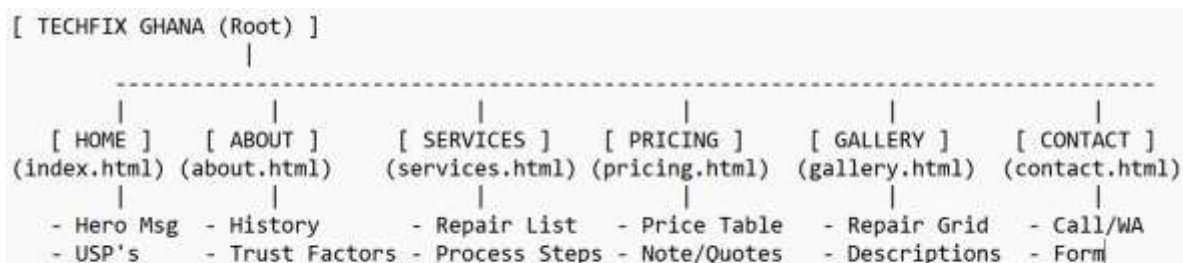 [ TECHFIX GHANA (Root) ]
|
---------------------------------------------------------------------------------
| | | | | |
[ HOME ] [ ABOUT ] [ SERVICES ] [ PRICING ] [ GALLERY ] [ CONTACT ]
(index.html) (about.html) (services.html) (pricing.html) (gallery.html) (contact.html)
| | | | | |
- Hero Msg - History - Repair List - Price Table - Repair Grid - Call/WA
- USP's - Trust Factors - Process Steps - Note/Quotes - Descriptions - Form